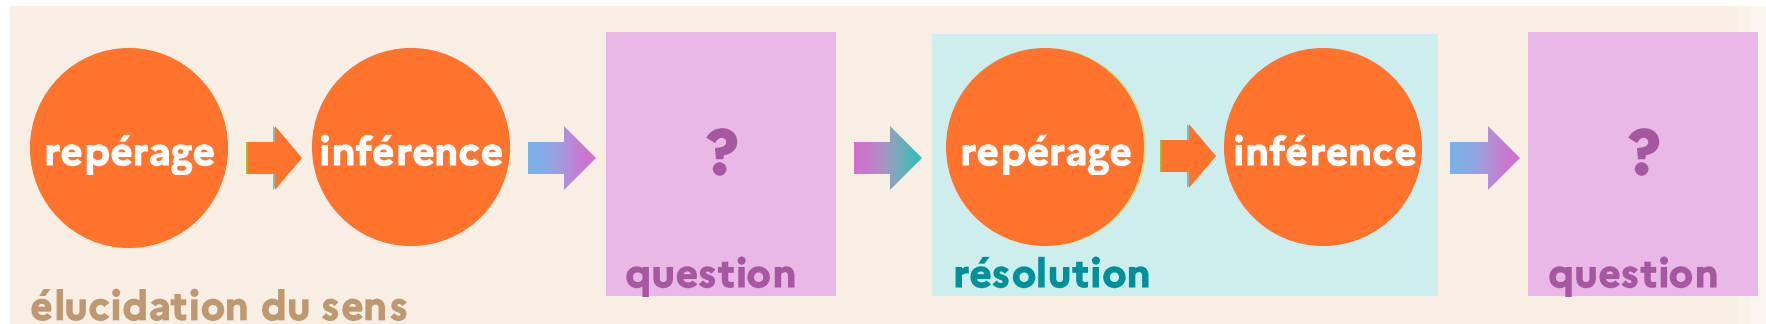 repérage
inférence
?
question
repérage
inférence
résolution
?
question
élucidation du sens